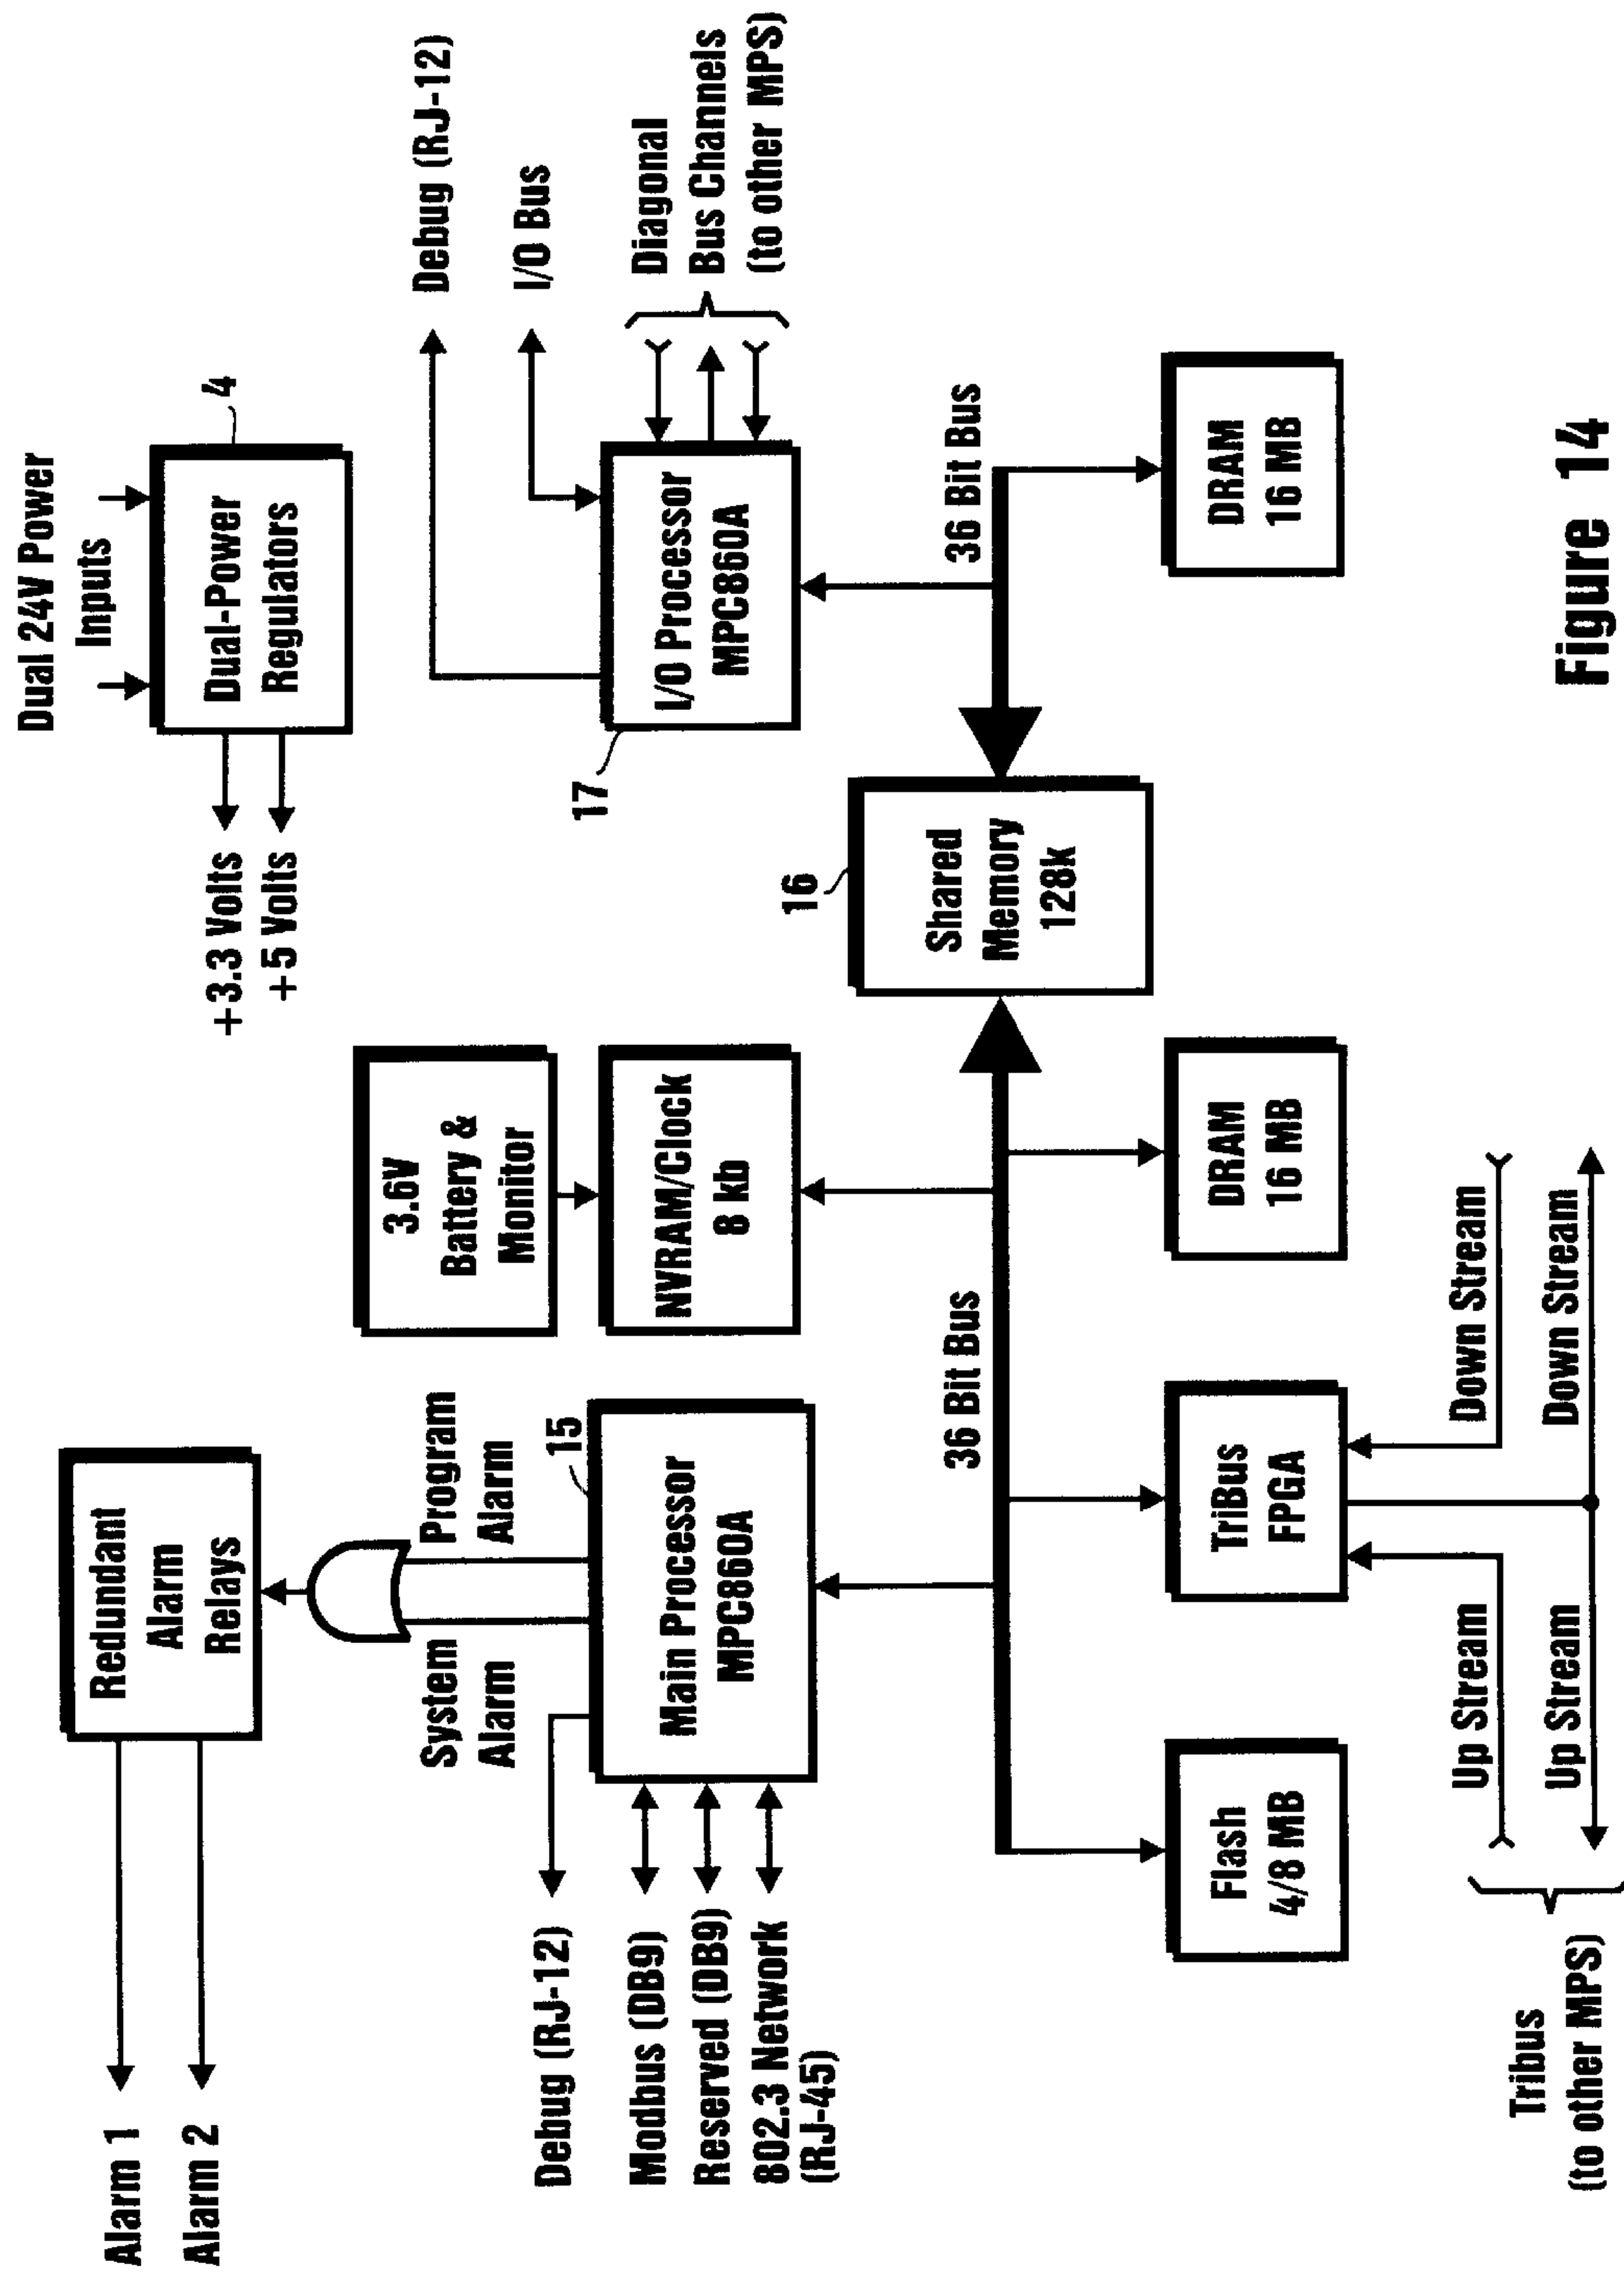 Dual 24V Power
Inputs
Dual-Power
Regulators
4
+3.3 Volts
+5 Volts
Redundant
Alarm
Relays
Alarm 1
Alarm 2
System
Alarm
Program
Alarm
15
Main Processor
MPC860A
Debug (RJ-12)
Modbus (DB9)
Reserved (DB9)
802.3 Network
(RJ-45)
3.6V
Battery &
Monitor
NVRAM/Clock
8 kb
17
I/O Processor
MPC860A
Debug (RJ-12)
I/O Bus
Diagonal
Bus Channels
(to other MPS)
36 Bit Bus
16
Shared
Memory
128k
36 Bit Bus
Flash
4/8 MB
TriBus
FPGA
DRAM
16 MB
DRAM
16 MB
Up Stream
Down Stream
Up Stream
Down Stream
Tribus
(to other MPS)
Figure 14